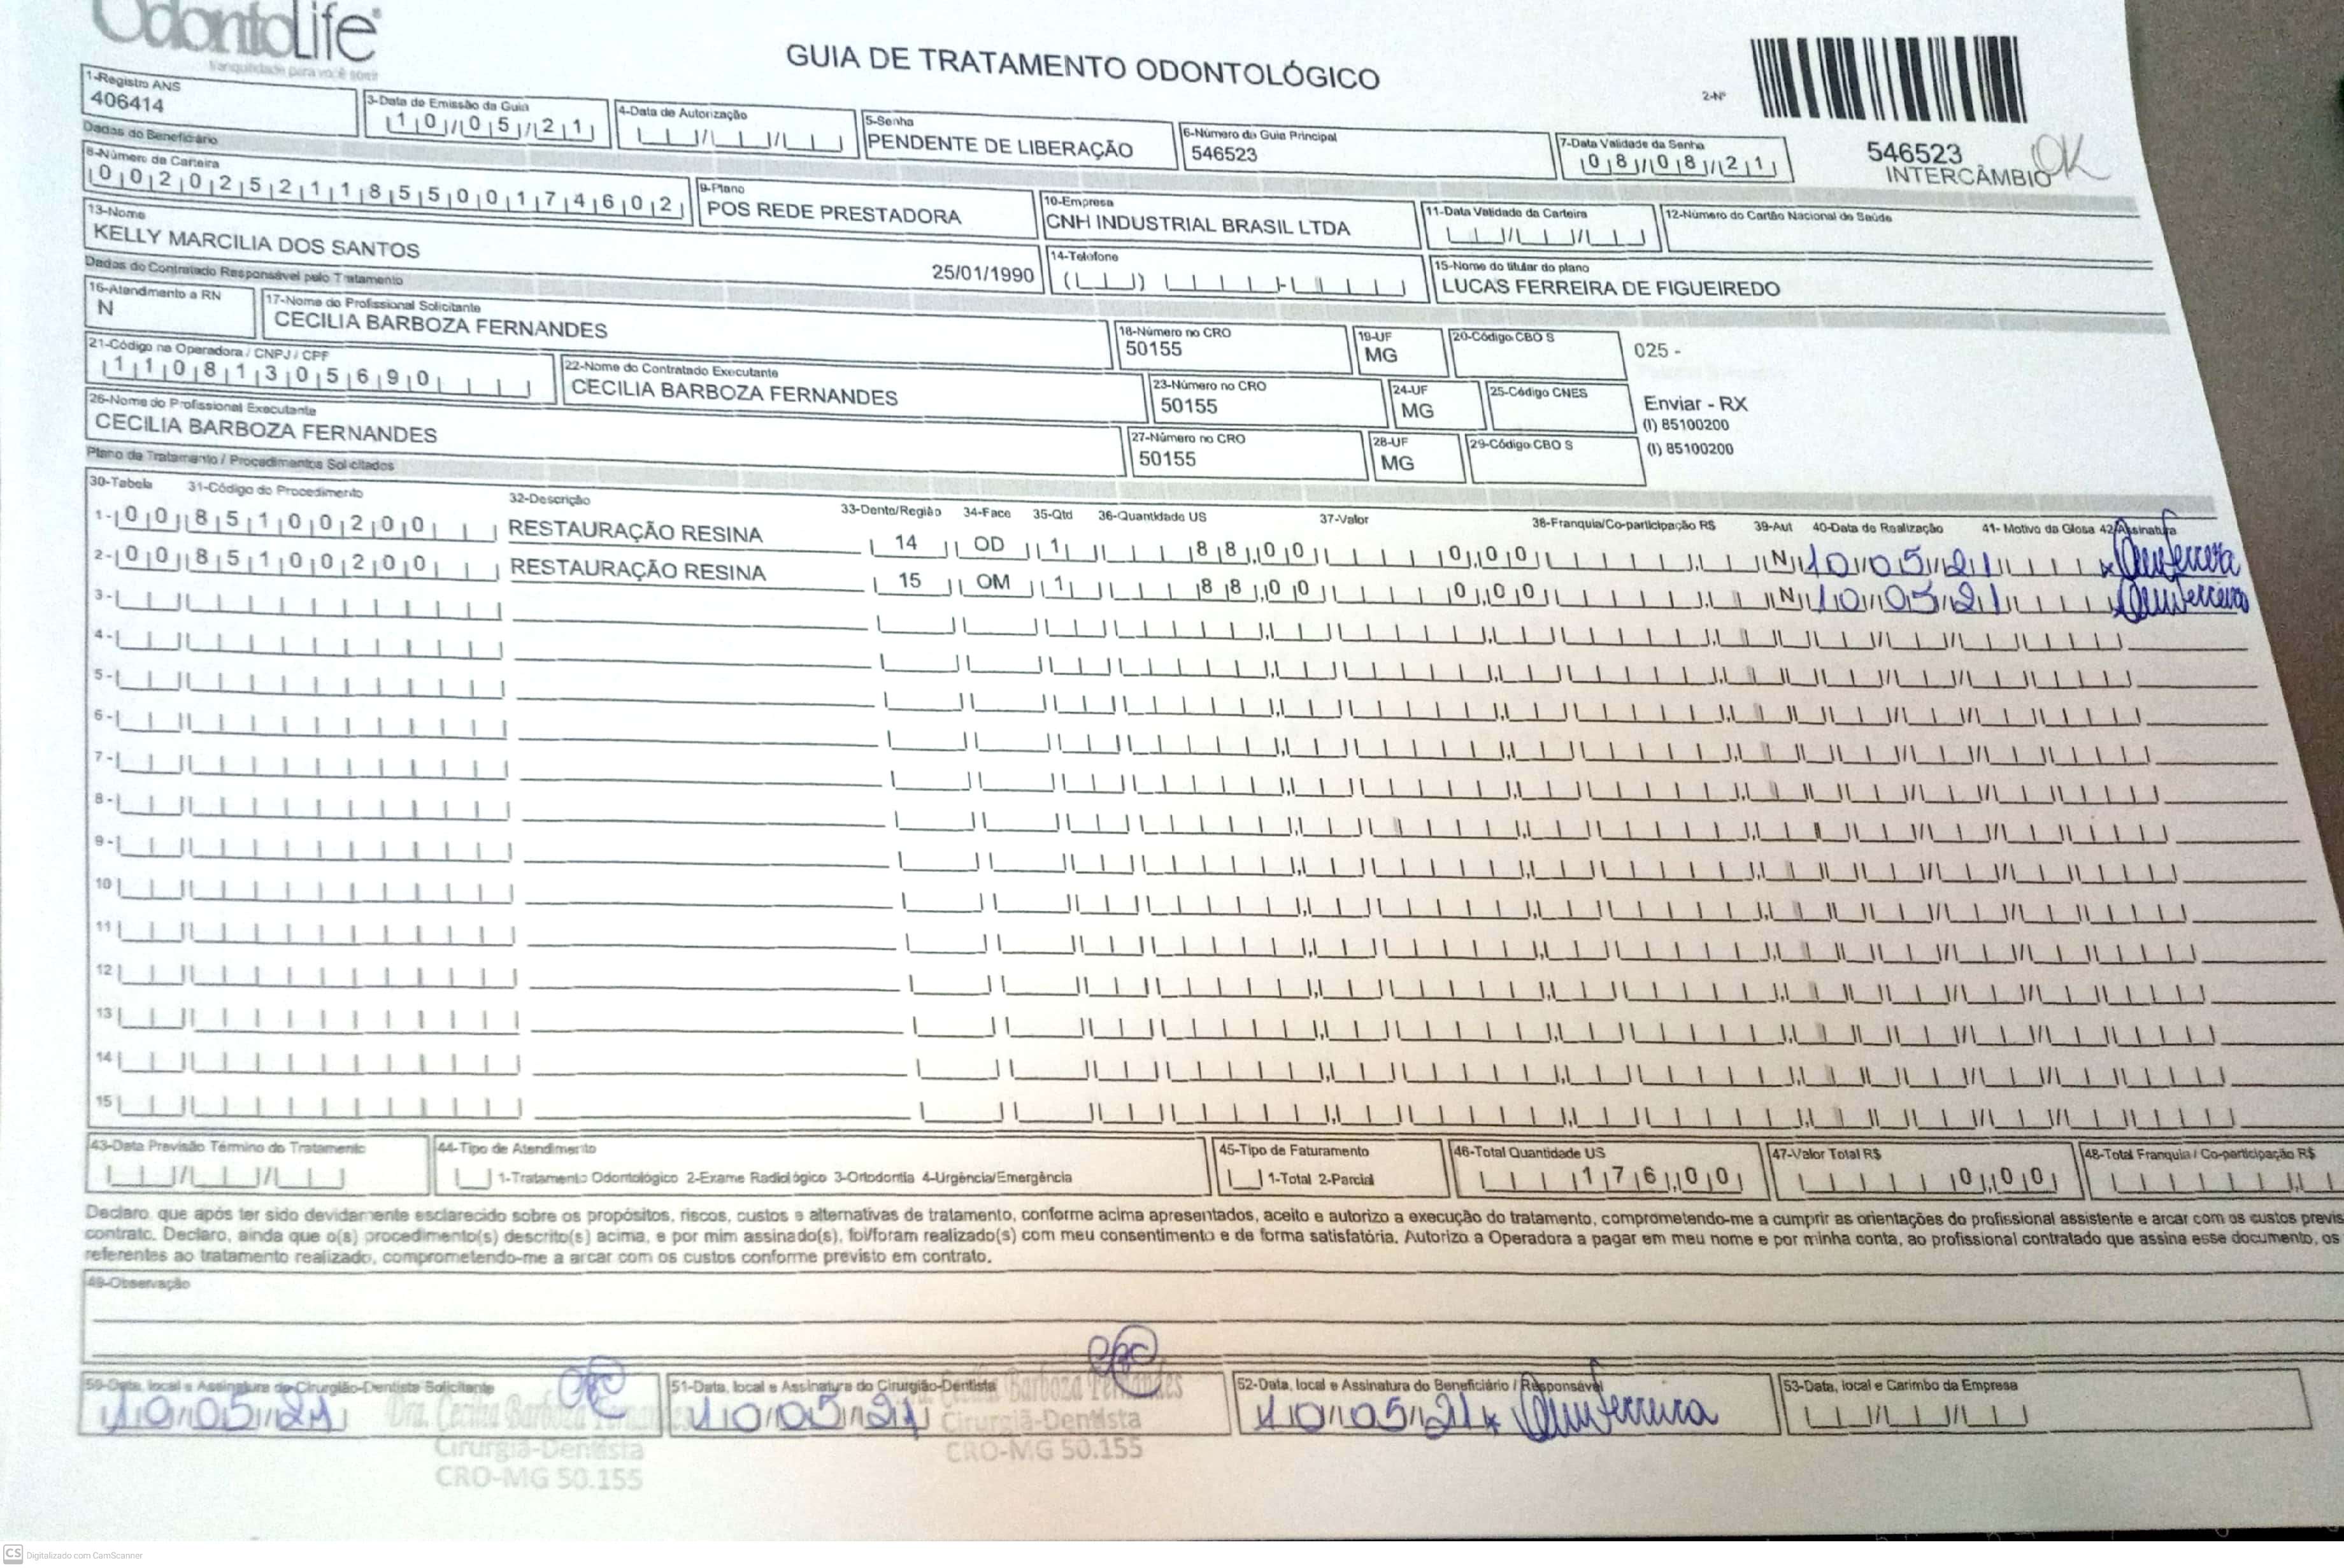 OdontoLife
tranquilidade para você sorrir
GUIA DE TRATAMENTO ODONTOLÓGICO
2-Nº
546523
INTERCÂMBIO
OK
1-Registro ANS
406414
3-Data de Emissão da Guia
10/05/21
4-Data de Autorização
5-Senha
PENDENTE DE LIBERAÇÃO
6-Número da Guia Principal
546523
7-Data Validade da Senha
08/08/21
Dados do Beneficiário
8-Número da Carteira
00202521185500174602
9-Plano
POS REDE PRESTADORA
10-Empresa
CNH INDUSTRIAL BRASIL LTDA
11-Data Validade da Carteira
12-Número do Cartão Nacional de Saúde
13-Nome
KELLY MARCILIA DOS SANTOS
25/01/1990
14-Telefone
15-Nome do titular do plano
LUCAS FERREIRA DE FIGUEIREDO
Dados do Contratado Responsável pelo Tratamento
16-Atendimento a RN
N
17-Nome do Profissional Solicitante
CECILIA BARBOZA FERNANDES
18-Número no CRO
50155
19-UF
MG
20-Código CBO S
025 -
21-Código na Operadora / CNPJ / CPF
11081305690
22-Nome do Contratado Executante
CECILIA BARBOZA FERNANDES
23-Número no CRO
50155
24-UF
MG
25-Código CNES
Enviar - RX
(I) 85100200
(I) 85100200
26-Nome do Profissional Executante
CECILIA BARBOZA FERNANDES
27-Número no CRO
50155
28-UF
MG
29-Código CBO S
Plano de Tratamento / Procedimentos Solicitados
30-Tabela 31-Código do Procedimento 32-Descrição 33-Dente/Região 34-Face 35-Qtd 36-Quantidade US 37-Valor 38-Franquia/Co-participação R$ 39-Aut 40-Data de Realização 41- Motivo da Glosa 42-Assinatura
1- 00 85100200 RESTAURAÇÃO RESINA 14 OD 1 88,00 0,00 N 10/05/21
2- 00 85100200 RESTAURAÇÃO RESINA 15 OM 1 88,00 0,00 N 10/05/21
3-
4-
5-
6-
7-
8-
9-
10
11
12
13
14
15
43-Data Previsão Término do Tratamento
44-Tipo de Atendimento
1-Tratamento Odontológico 2-Exame Radiológico 3-Ortodontia 4-Urgência/Emergência
45-Tipo de Faturamento
1-Total 2-Parcial
46-Total Quantidade US
176,00
47-Valor Total R$
0,00
48-Total Franquia / Co-participação R$
Declaro, que após ter sido devidamente esclarecido sobre os propósitos, riscos, custos e alternativas de tratamento, conforme acima apresentados, aceito e autorizo a execução do tratamento, comprometendo-me a cumprir as orientações do profissional assistente e arcar com os custos previs
contrato. Declaro, ainda que o(s) procedimento(s) descrito(s) acima, e por mim assinado(s), foi/foram realizado(s) com meu consentimento e de forma satisfatória. Autorizo a Operadora a pagar em meu nome e por minha conta, ao profissional contratado que assina esse documento, os
referentes ao tratamento realizado, comprometendo-me a arcar com os custos conforme previsto em contrato.
49-Observação
50-Data, local e Assinatura do Cirurgião-Dentista Solicitante
10/05/21
Dra. Cecilia Barboza Fernandes
Cirurgiã-Dentista
CRO-MG 50.155
51-Data, local e Assinatura do Cirurgião-Dentista
10/05/21
Barboza Fernandes
Cirurgiã-Dentista
CRO-MG 50.155
52-Data, local e Assinatura do Beneficiário / Responsável
10/05/21
53-Data, local e Carimbo da Empresa
CS Digitalizado com CamScanner